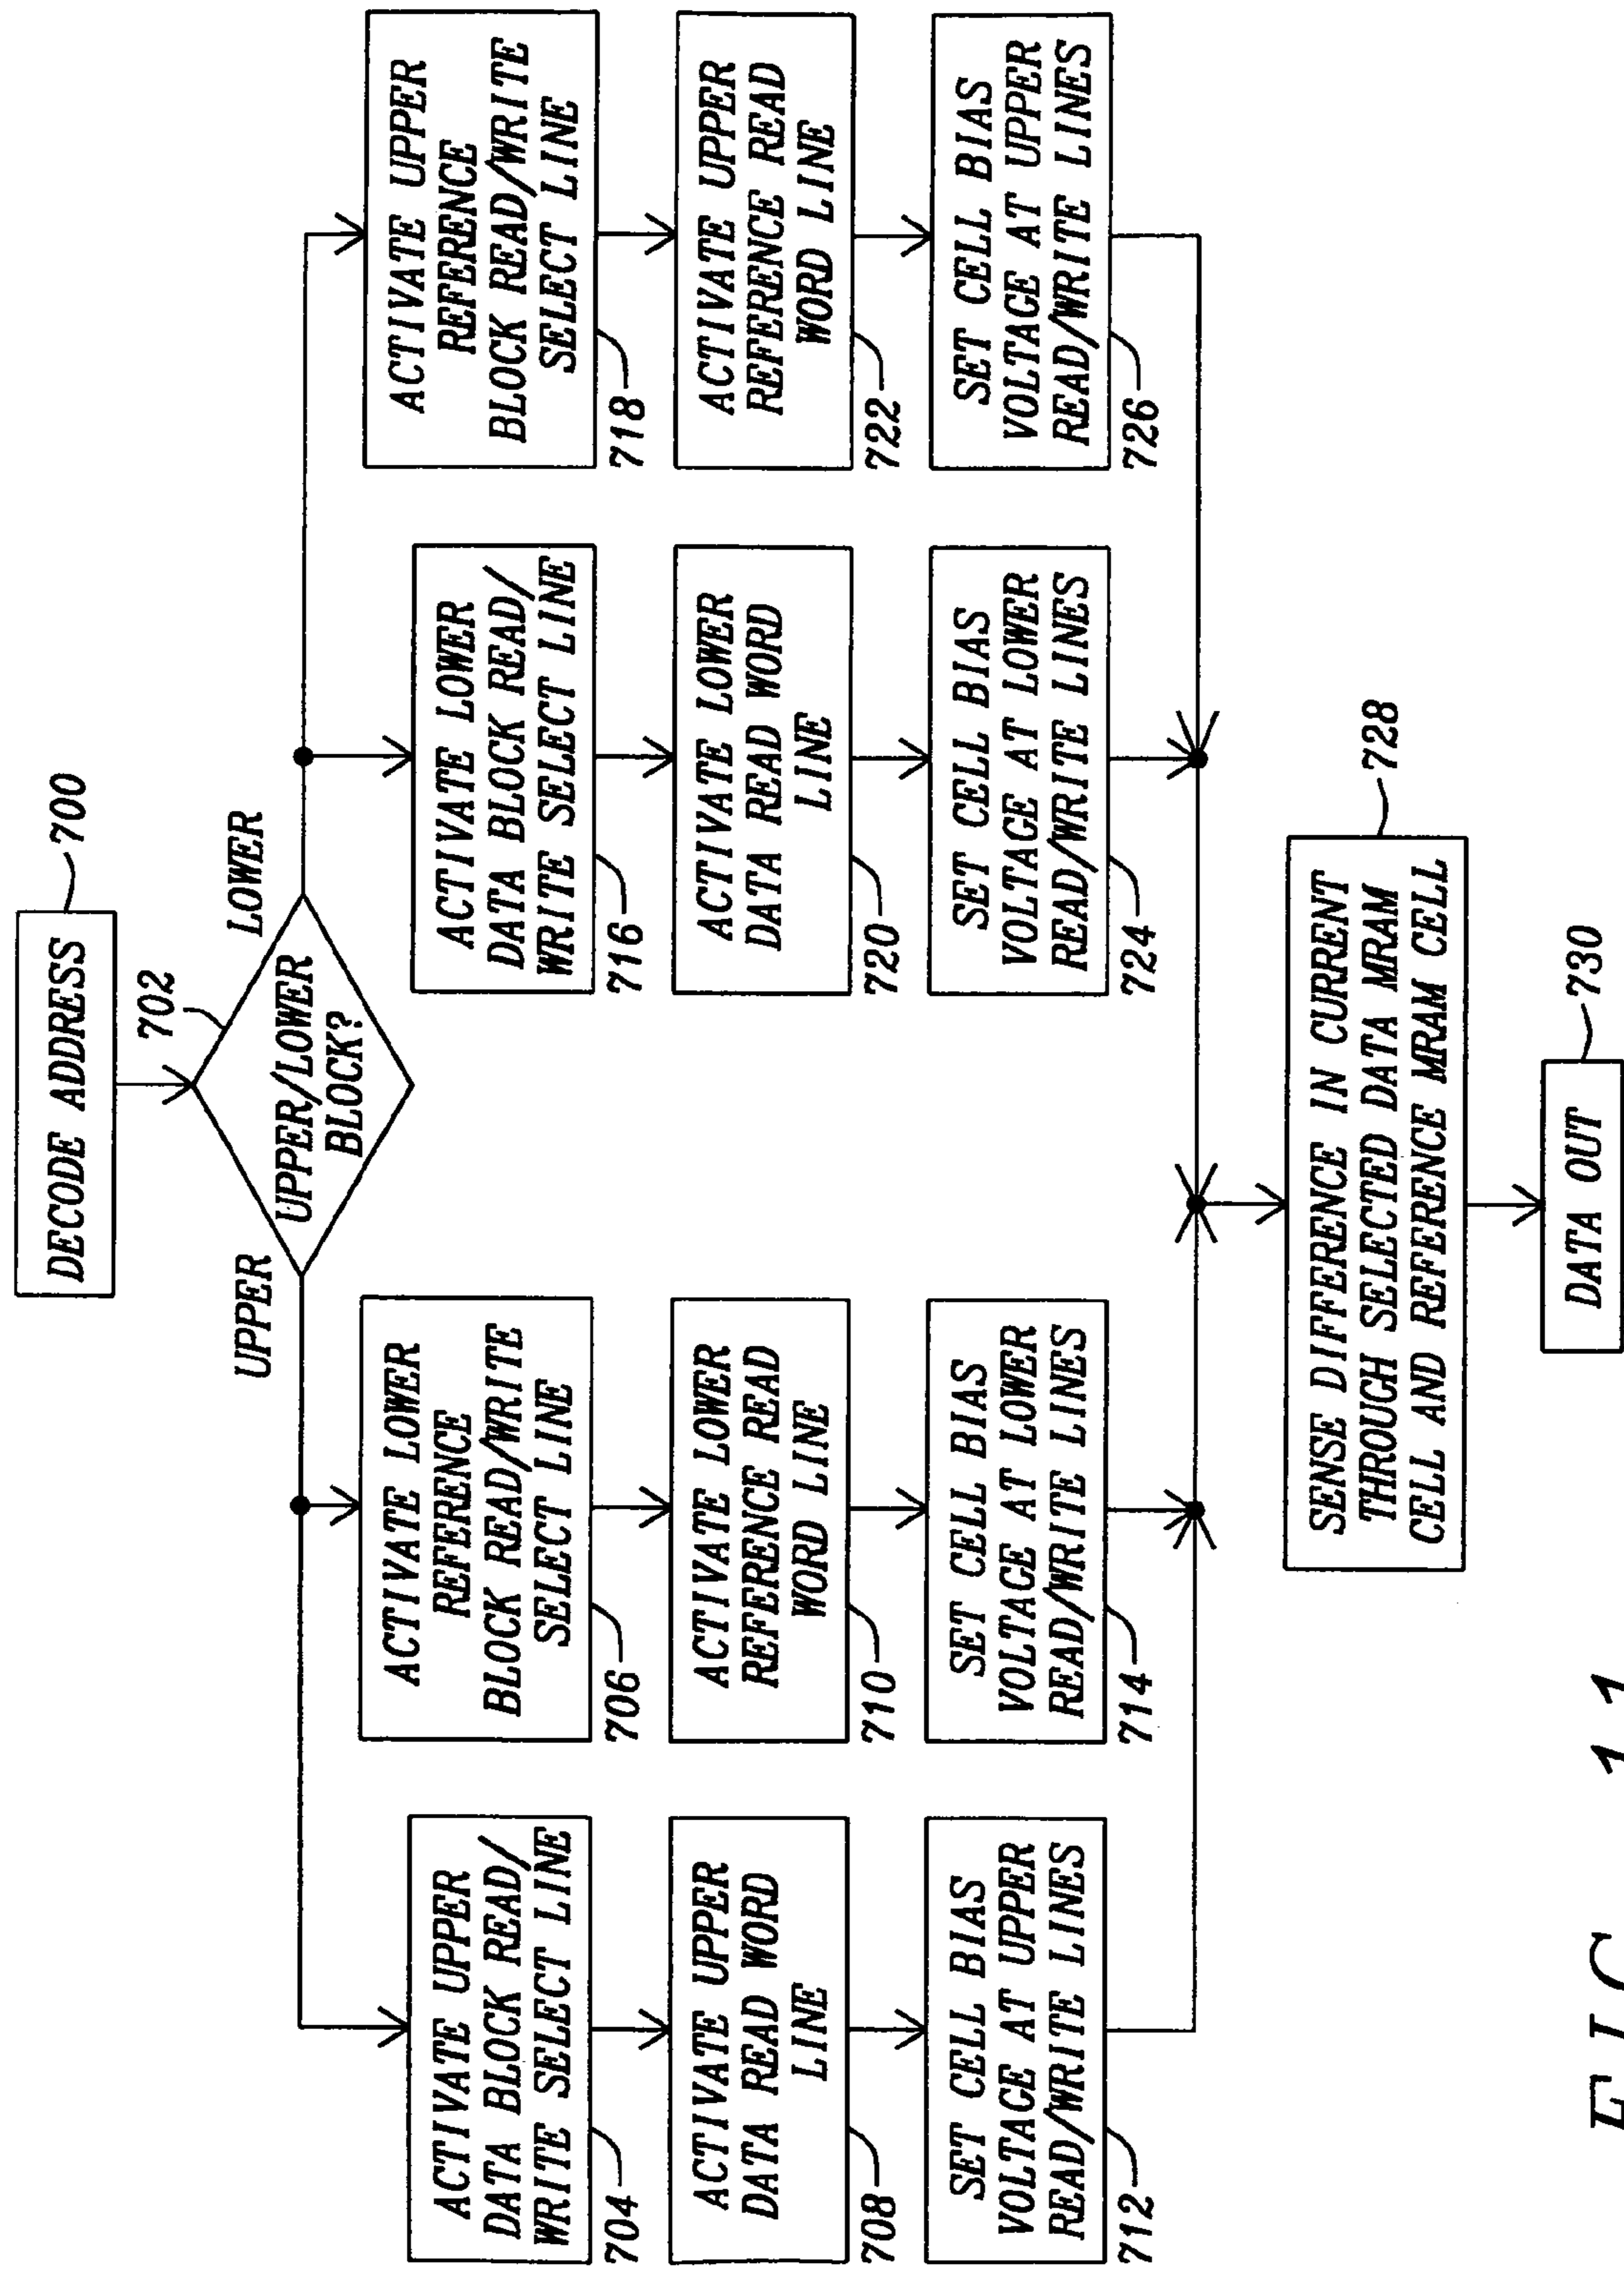 DECODE ADDRESS
700
702
UPPER/LOWER
BLOCK?
UPPER
LOWER
ACTIVATE UPPER
DATA BLOCK READ/
WRITE SELECT LINE
704
ACTIVATE LOWER
REFERENCE
BLOCK READ/WRITE
SELECT LINE
706
ACTIVATE LOWER
DATA BLOCK READ/
WRITE SELECT LINE
716
ACTIVATE UPPER
REFERENCE
BLOCK READ/WRITE
SELECT LINE
718
ACTIVATE UPPER
DATA READ WORD
LINE
708
ACTIVATE LOWER
REFERENCE READ
WORD LINE
710
ACTIVATE LOWER
DATA READ WORD
LINE
720
ACTIVATE UPPER
REFERENCE READ
WORD LINE
722
SET CELL BIAS
VOLTAGE AT UPPER
READ/WRITE LINES
712
SET CELL BIAS
VOLTAGE AT LOWER
READ/WRITE LINES
714
SET CELL BIAS
VOLTAGE AT LOWER
READ/WRITE LINES
724
SET CELL BIAS
VOLTAGE AT UPPER
READ/WRITE LINES
726
SENSE DIFFERENCE IN CURRENT
THROUGH SELECTED DATA MRAM
CELL AND REFERENCE MRAM CELL
728
DATA OUT
730
FIG. 11